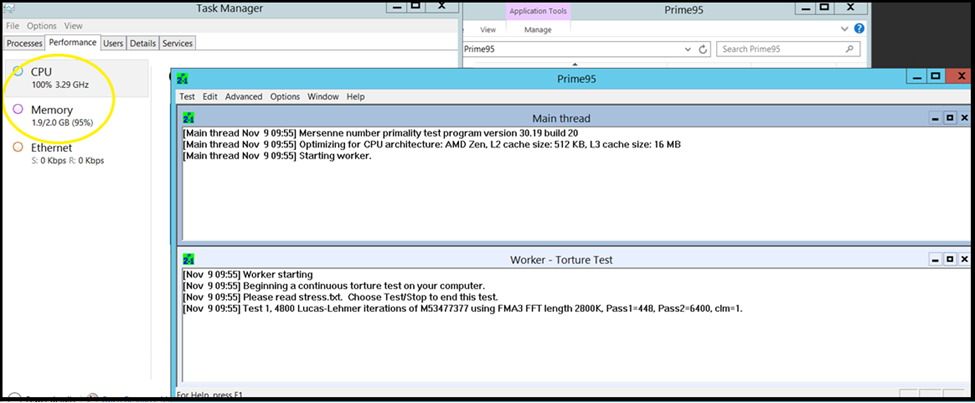 Task Manager
File Options View
Processes Performance Users Details Services
CPU
100% 3.29 GHz
Memory
1.9/2.0 GB (95%)
Ethernet
S: 0 Kbps R: 0 Kbps
Application Tools
Prime95
View Manage
Prime95
Search Prime95
Prime95
Test Edit Advanced Options Window Help
Main thread
[Main thread Nov 9 09:55] Mersenne number primality test program version 30.19 build 20
[Main thread Nov 9 09:55] Optimizing for CPU architecture: AMD Zen, L2 cache size: 512 KB, L3 cache size: 16 MB
[Main thread Nov 9 09:55] Starting worker.
Worker - Torture Test
[Nov 9 09:55] Worker starting
[Nov 9 09:55] Beginning a continuous torture test on your computer.
[Nov 9 09:55] Please read stress.txt. Choose Test/Stop to end this test.
[Nov 9 09:55] Test 1, 4800 Lucas-Lehmer iterations of M53477377 using FMA3 FFT length 2800K, Pass1=448, Pass2=6400, clm=1.
For Help, press F1